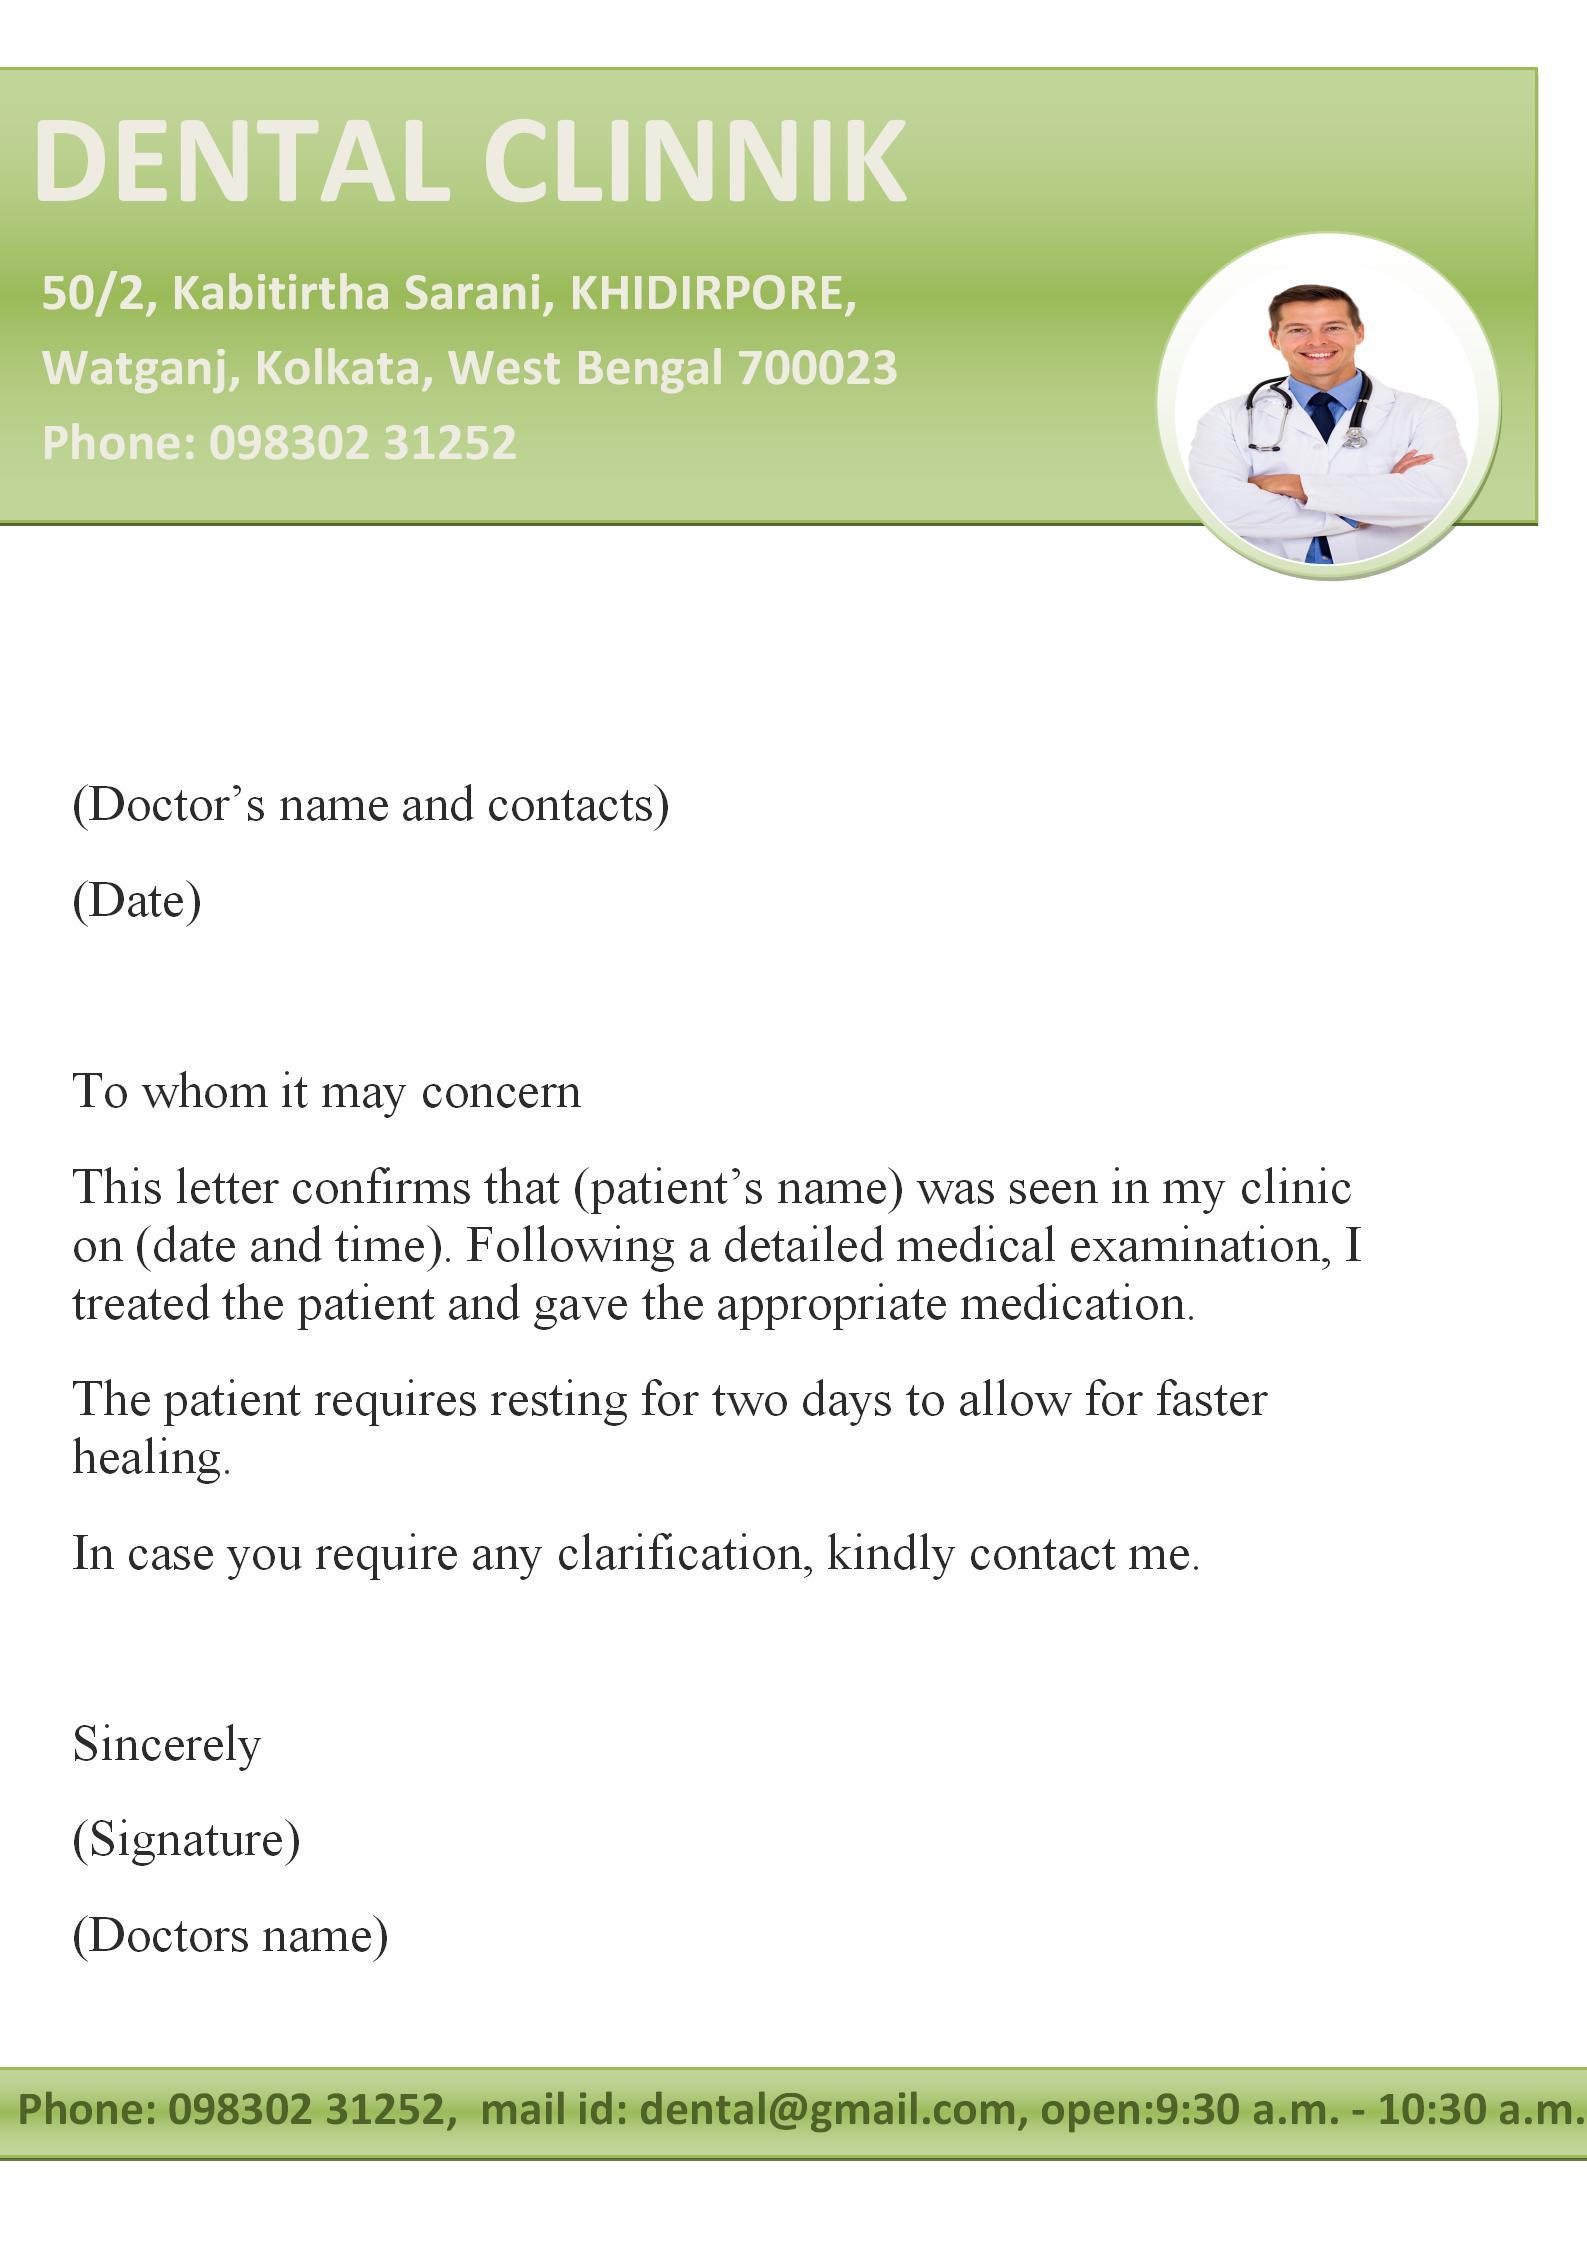 DENTAL CLINNIK
50/2, Kabitirtha Sarani, KHIDIRPORE,
Watganj, Kolkata, West Bengal 700023
Phone: 098302 31252
(Doctor’s name and contacts)
(Date)
To whom it may concern
This letter confirms that (patient’s name) was seen in my clinic
on (date and time). Following a detailed medical examination, I
treated the patient and gave the appropriate medication.
The patient requires resting for two days to allow for faster
healing.
In case you require any clarification, kindly contact me.
Sincerely
(Signature)
(Doctors name)
Phone: 098302 31252, mail id: dental@gmail.com, open:9:30 a.m. - 10:30 a.m.